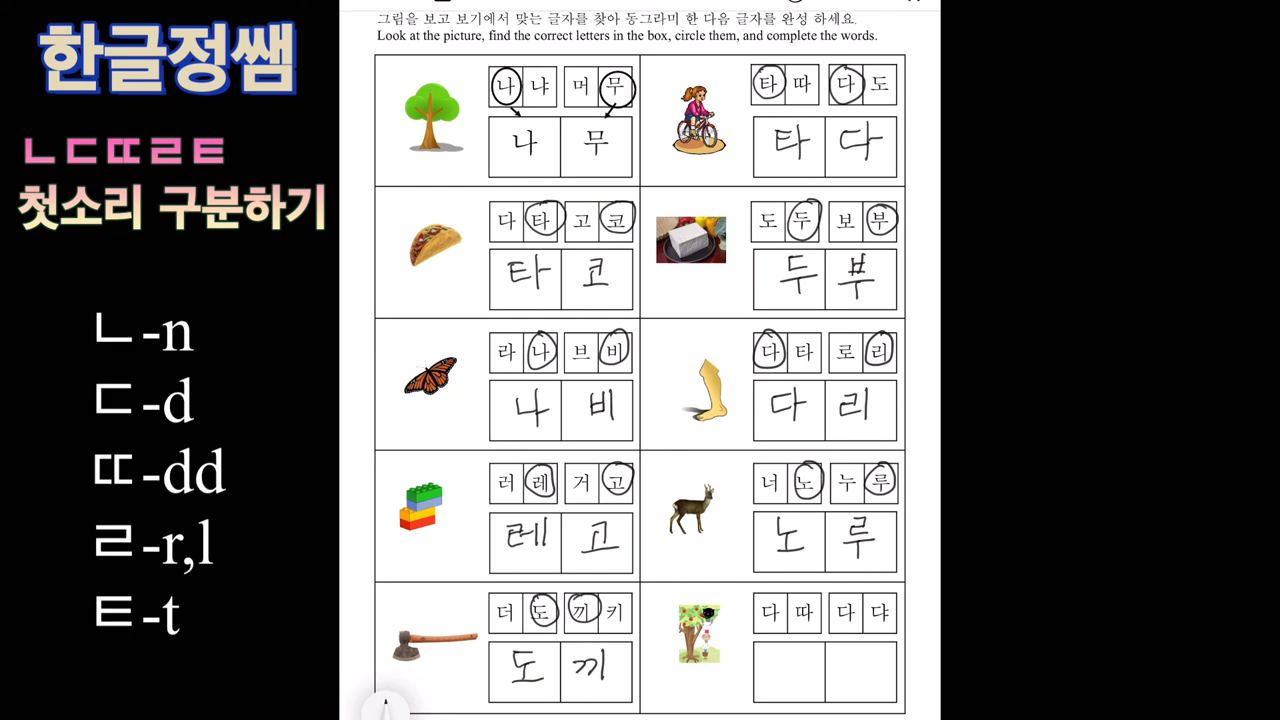 한글정쌤
ㄴㄷㄸㄹㅌ
첫소리 구분하기
ㄴ-n
ㄷ-d
ㄸ-dd
ㄹ-r,l
ㅌ-t
그림을 보고 보기에서 맞는 글자를 찾아 동그라미 한 다음 글자를 완성 하세요.
Look at the picture, find the correct letters in the box, circle them, and complete the words.
나 냐 머 무
나 무
타 따 다 도
타 다
다 타 고 코
타 코
도 두 보 부
두 부
라 나 브 비
나 비
다 타 로 리
다 리
러 레 거 고
레 고
너 노 누 루
노 루
더 도 끼 키
도 끼
다 따 다 댜